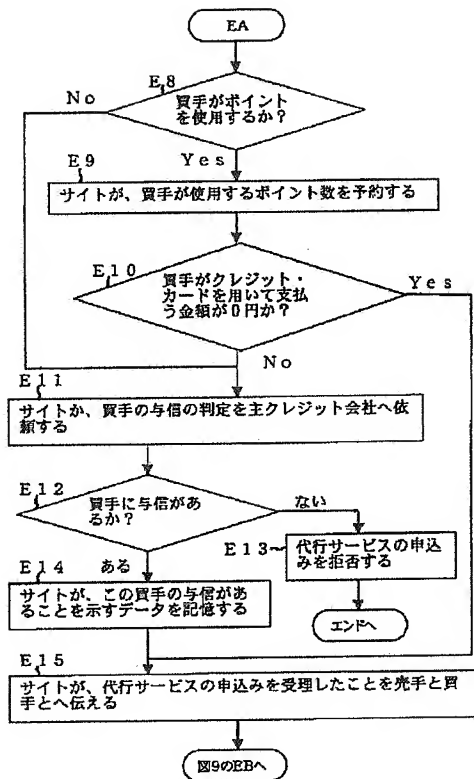 EA
E8
買手がポイント
を使用するか？
No
Yes
E9
サイトが、買手が使用するポイント数を予約する
E10
買手がクレジット・
カードを用いて支払
う金額が0円か？
Yes
No
E11
サイトか、買手の与信の判定を主クレジット会社へ依
頼する
E12
買手に与信があ
るか？
ない
E13
代行サービスの申込
みを拒否する
ある
エンドへ
E14
サイトが、この買手の与信があ
ることを示すデータを記憶する
E15
サイトが、代行サービスの申込みを受理したことを売手と買
手とへ伝える
図9のEBへ